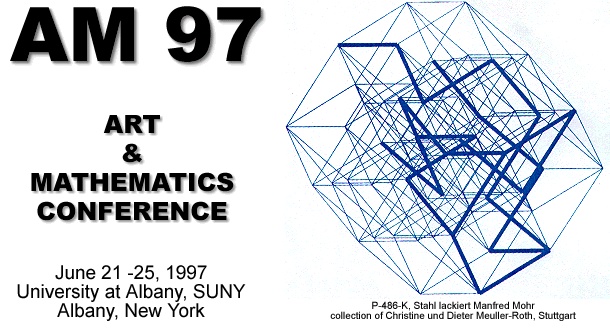 AM 97
ART
&
MATHEMATICS
CONFERENCE
June 21 -25, 1997
University at Albany, SUNY
Albany, New York
P-486-K, Stahl lackiert Manfred Mohr
collection of Christine und Dieter Meuller-Roth, Stuttgart